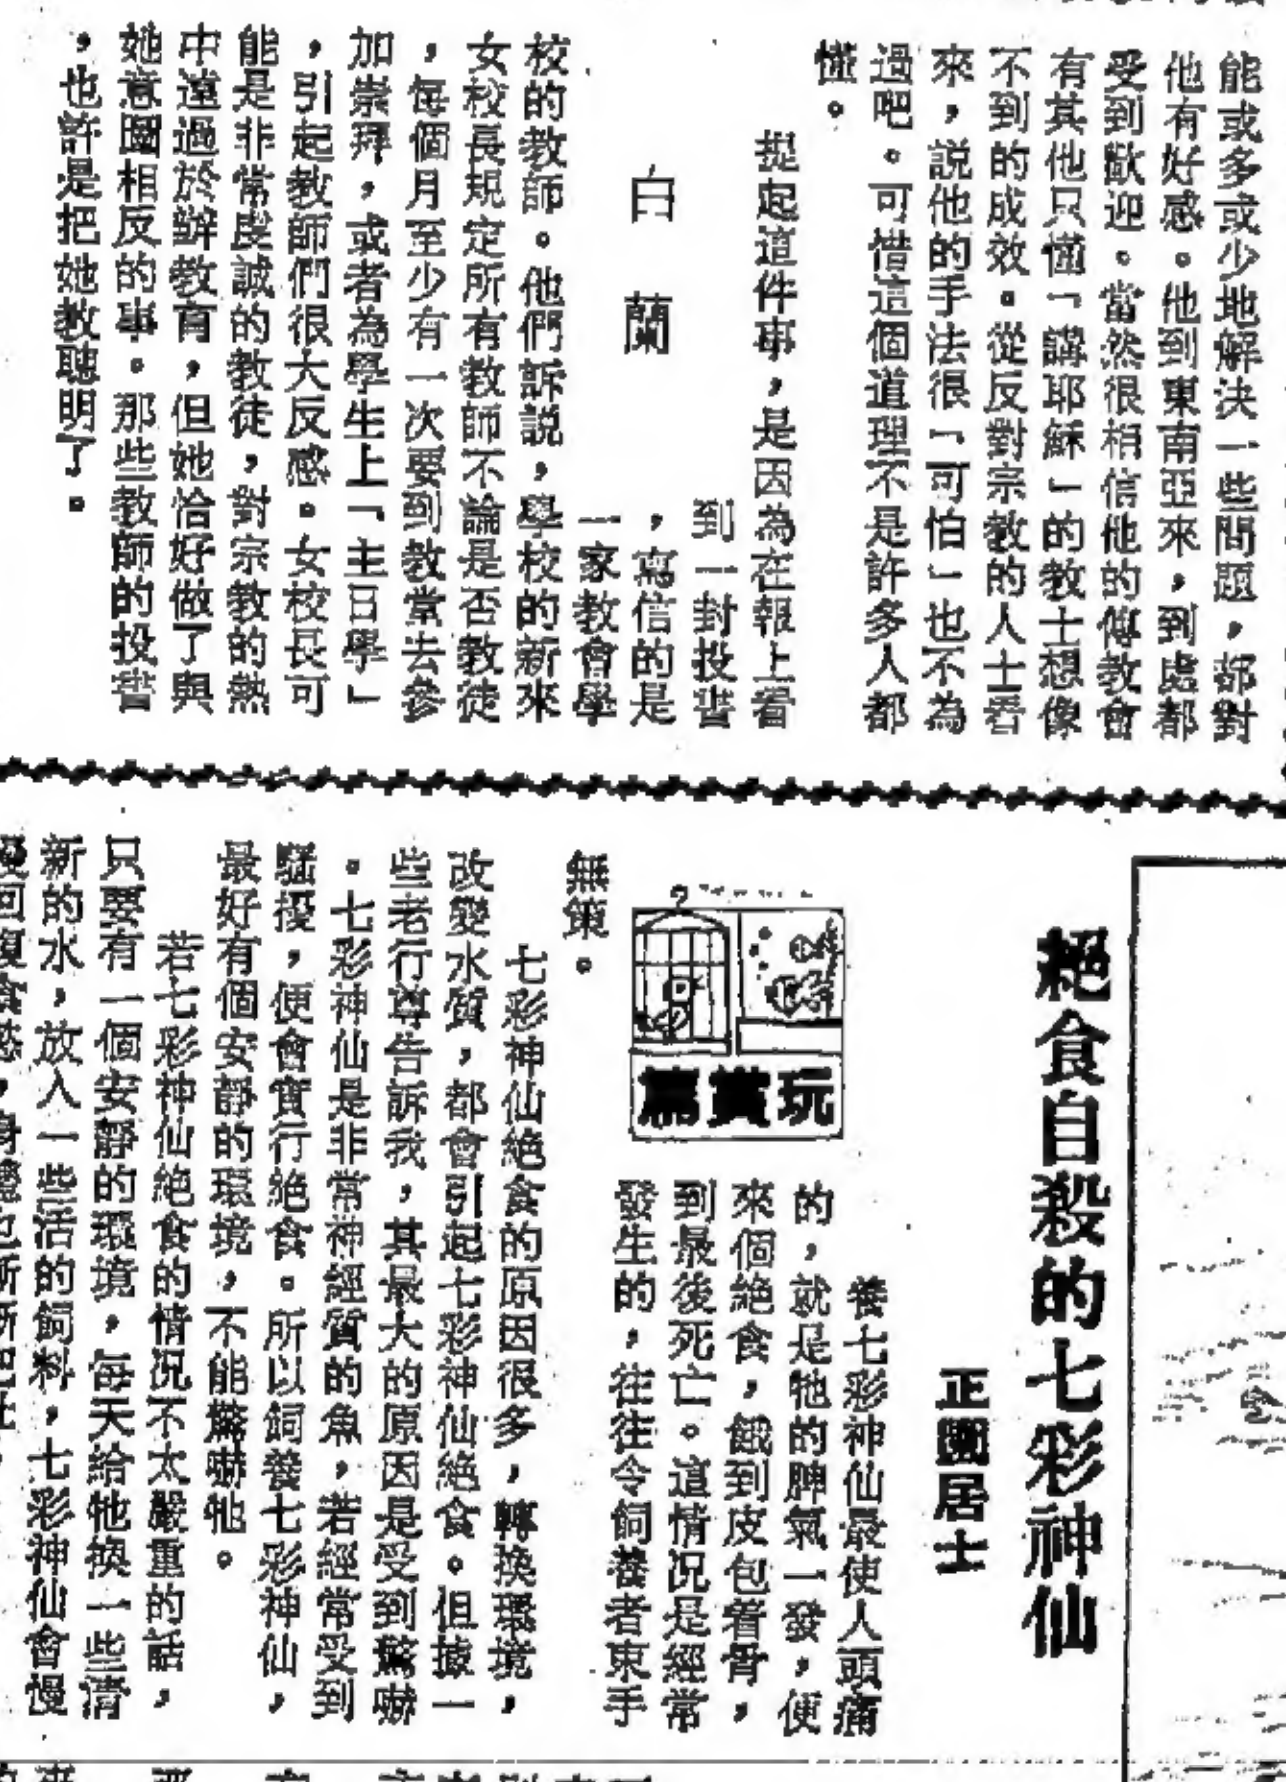 能或多或少地解決一些問題，都對
他有好感。他到東南亞來，到處都
受到歡迎。當然很相信他的傳教會
有其他只懂「講耶穌」的教士想像
不到的成效。從反對宗教的人士看
來，説他的手法很「可怕」也不為
過吧。可惜這個道理不是許多人都
懂。
提起這件事，是因為在報上看
到一封投書
，寫信的是
一家教會學
白蘭
校的教師。他們訴説，學校的新來
女校長規定所有教師不論是否教徒
，每個月至少有一次要到教堂去參
加崇拜，或者為學生上「主日學」
，引起教師們很大反感。女校長可
能是非常虔誠的教徒，對宗教的熱
中遠過於辦教育，但她恰好做了與
她意圖相反的事。那些教師的投書
，也許是把她教聰明了。
絕食自殺的七彩神仙
正園居士
養七彩神仙最使人頭痛
的，就是牠的脾氣一發，便
來個絕食，餓到皮包着骨，
到最後死亡。這情況是經常
發生的，往往令飼養者束手
玩賞篇
無策。
七彩神仙絕食的原因很多，轉換環境，
改變水質，都會引起七彩神仙絕食。但據一
些老行尊告訴我，其最大的原因是受到驚嚇
。七彩神仙是非常神經質的魚，若經常受到
騷擾，便會實行絕食。所以飼養七彩神仙，
最好有個安靜的環境，不能驚嚇牠。
若七彩神仙絕食的情況不太嚴重的話，
只要有一個安靜的環境，每天給牠換一些清
新的水，放入一些活的飼料，七彩神仙會慢